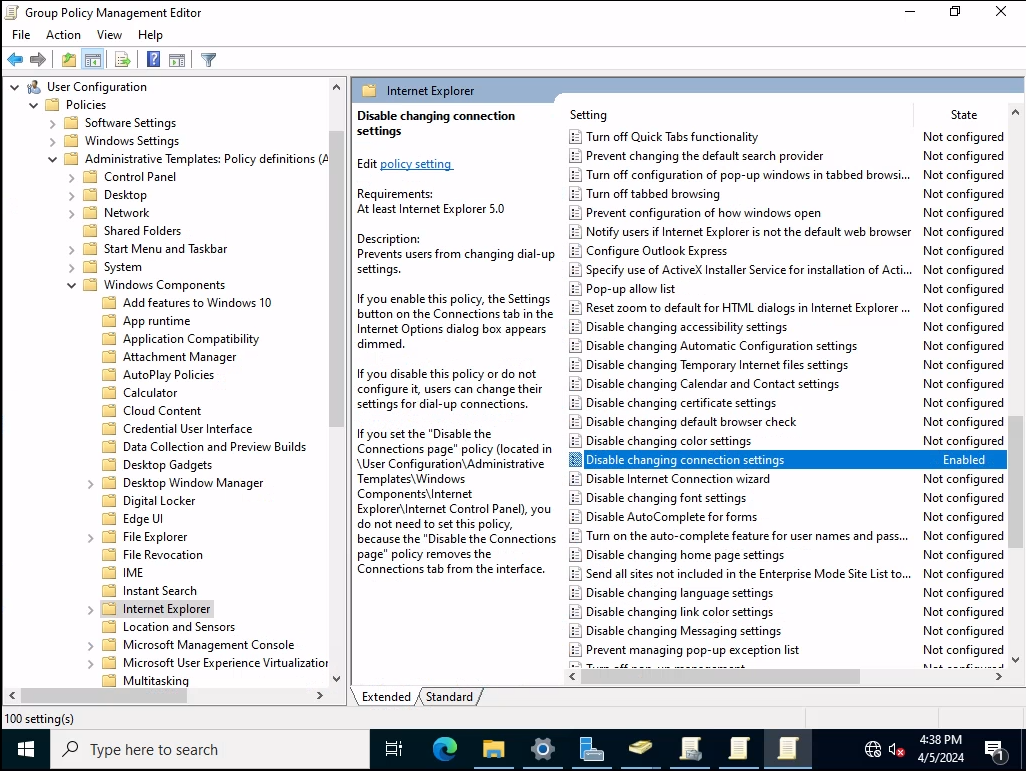 Group Policy Management Editor
File Action View Help
User Configuration
Policies
Software Settings
Windows Settings
Administrative Templates: Policy definitions (A
Control Panel
Desktop
Network
Shared Folders
Start Menu and Taskbar
System
Windows Components
Add features to Windows 10
App runtime
Application Compatibility
Attachment Manager
AutoPlay Policies
Calculator
Cloud Content
Credential User Interface
Data Collection and Preview Builds
Desktop Gadgets
Desktop Window Manager
Digital Locker
Edge UI
File Explorer
File Revocation
IME
Instant Search
Internet Explorer
Location and Sensors
Microsoft Management Console
Microsoft User Experience Virtualization
Multitasking
Internet Explorer
Disable changing connection
settings
Edit policy setting
Requirements:
At least Internet Explorer 5.0
Description:
Prevents users from changing dial-up
settings.
If you enable this policy, the Settings
button on the Connections tab in the
Internet Options dialog box appears
dimmed.
If you disable this policy or do not
configure it, users can change their
settings for dial-up connections.
If you set the "Disable the
Connections page" policy (located in
\User Configuration\Administrative
Templates\Windows
Components\Internet
Explorer\Internet Control Panel), you
do not need to set this policy,
because the "Disable the Connections
page" policy removes the
Connections tab from the interface.
Setting State
Turn off Quick Tabs functionality Not configured
Prevent changing the default search provider Not configured
Turn off configuration of pop-up windows in tabbed browsi... Not configured
Turn off tabbed browsing Not configured
Prevent configuration of how windows open Not configured
Notify users if Internet Explorer is not the default web browser Not configured
Configure Outlook Express Not configured
Specify use of ActiveX Installer Service for installation of Acti... Not configured
Pop-up allow list Not configured
Reset zoom to default for HTML dialogs in Internet Explorer ... Not configured
Disable changing accessibility settings Not configured
Disable changing Automatic Configuration settings Not configured
Disable changing Temporary Internet files settings Not configured
Disable changing Calendar and Contact settings Not configured
Disable changing certificate settings Not configured
Disable changing default browser check Not configured
Disable changing color settings Not configured
Disable changing connection settings Enabled
Disable Internet Connection wizard Not configured
Disable changing font settings Not configured
Disable AutoComplete for forms Not configured
Turn on the auto-complete feature for user names and pass... Not configured
Disable changing home page settings Not configured
Send all sites not included in the Enterprise Mode Site List to... Not configured
Disable changing language settings Not configured
Disable changing link color settings Not configured
Disable changing Messaging settings Not configured
Prevent managing pop-up exception list Not configured
Turn off pop-up management Not configured
Extended Standard
100 setting(s)
Type here to search
4:38 PM
4/5/2024
1